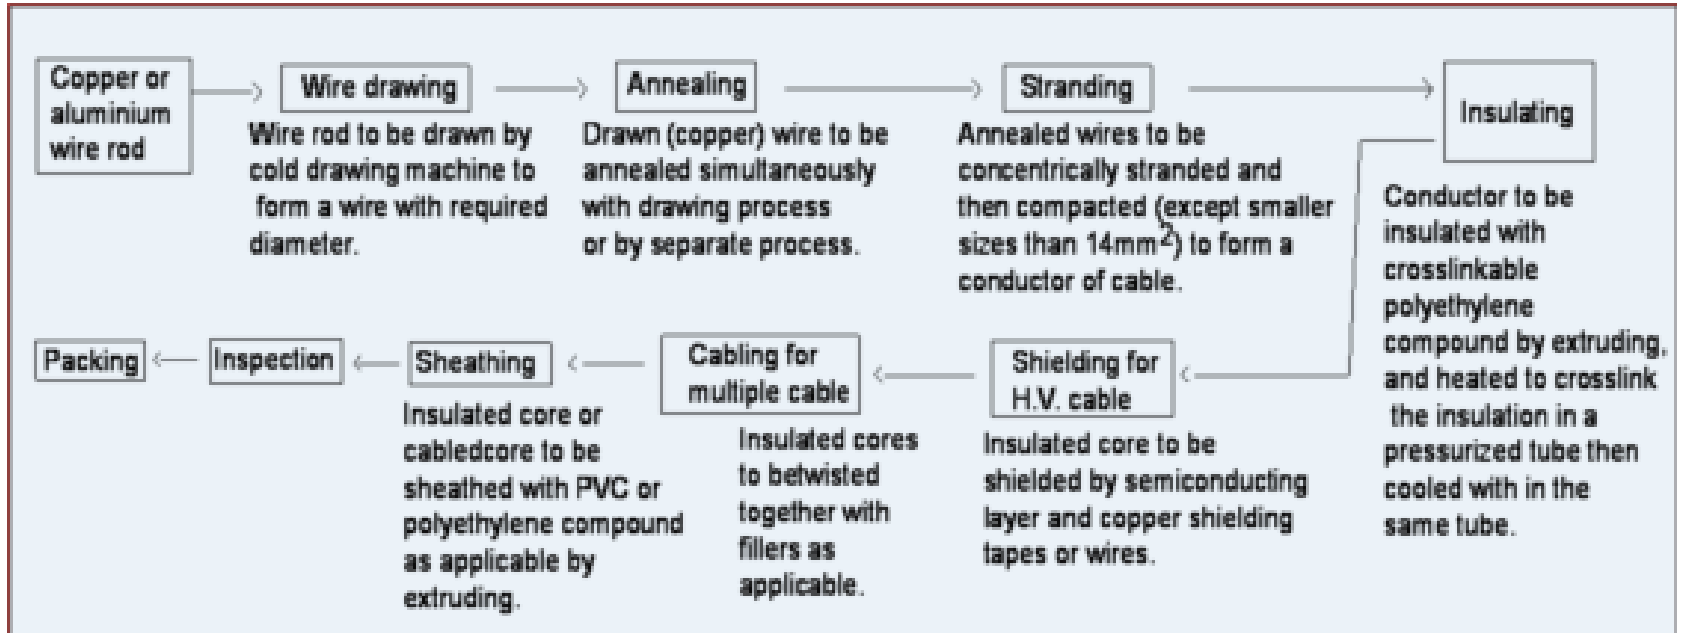 Copper or
aluminium
wire rod
Wire drawing
Wire rod to be drawn by
cold drawing machine to
form a wire with required
diameter.
Annealing
Drawn (copper) wire to be
annealed simultaneously
with drawing process
or by separate process.
Stranding
Annealed wires to be
concentrically stranded and
then compacted (except smaller
sizes than 14mm²) to form a
conductor of cable.
Insulating
Conductor to be
insulated with
crosslinkable
polyethylene
compound by extruding,
and heated to crosslink
the insulation in a
pressurized tube then
cooled with in the
same tube.
Shielding for
H.V. cable
Insulated core to be
shielded by semiconducting
layer and copper shielding
tapes or wires.
Cabling for
multiple cable
Insulated cores
to betwisted
together with
fillers as
applicable.
Sheathing
Insulated core or
cabledcore to be
sheathed with PVC or
polyethylene compound
as applicable by
extruding.
Inspection
Packing